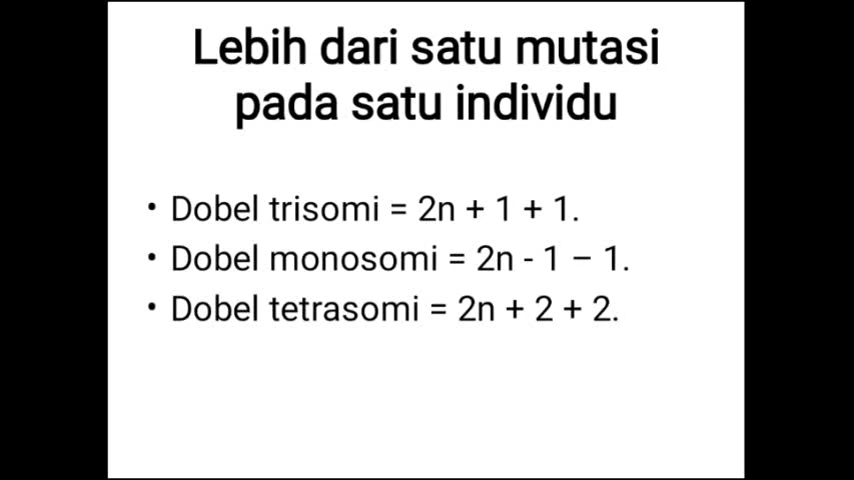 Lebih dari satu mutasi
pada satu individu
• Dobel trisomi = 2n + 1 + 1.
• Dobel monosomi = 2n - 1 – 1.
• Dobel tetrasomi = 2n + 2 + 2.